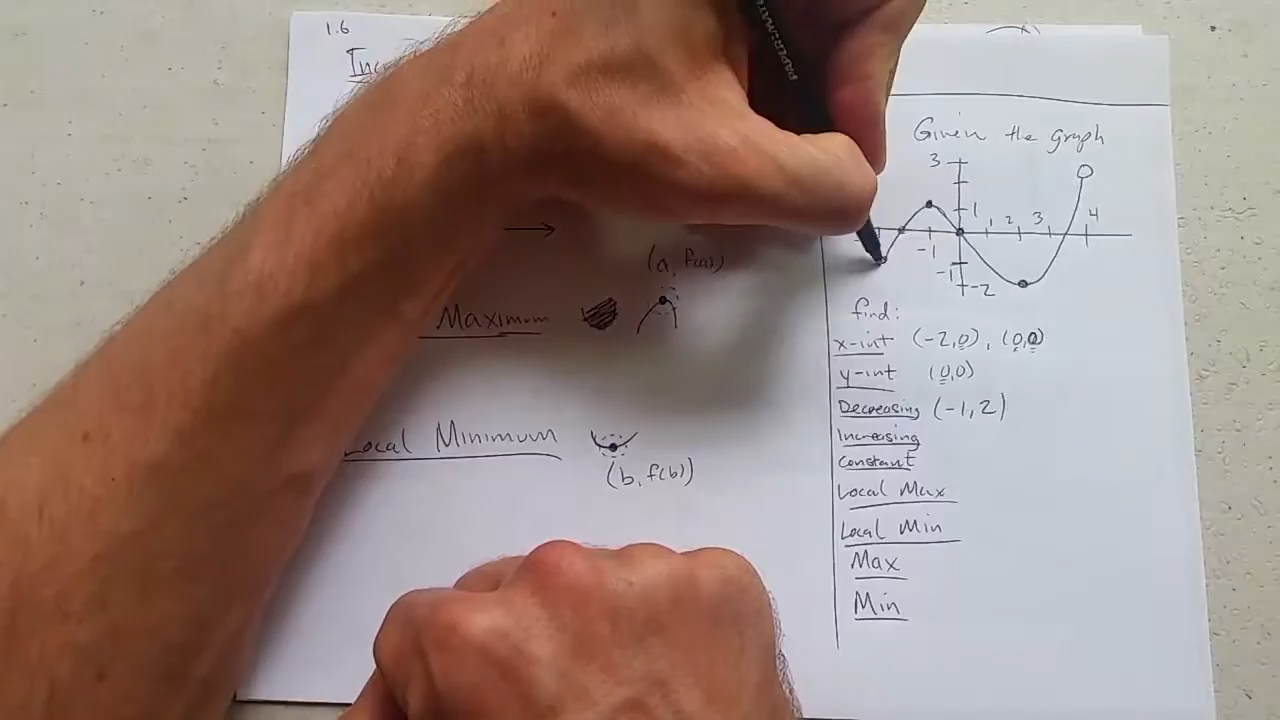 1.6
Given the graph
3
1
1 2 3 4
-1
-1
-2
(a, f(a))
Maximum
Local Minimum
(b, f(b))
find:
x-int (-2,0), (0,0)
y-int (0,0)
Decreasing (-1,2)
Increasing
Constant
Local Max
Local Min
Max
Min